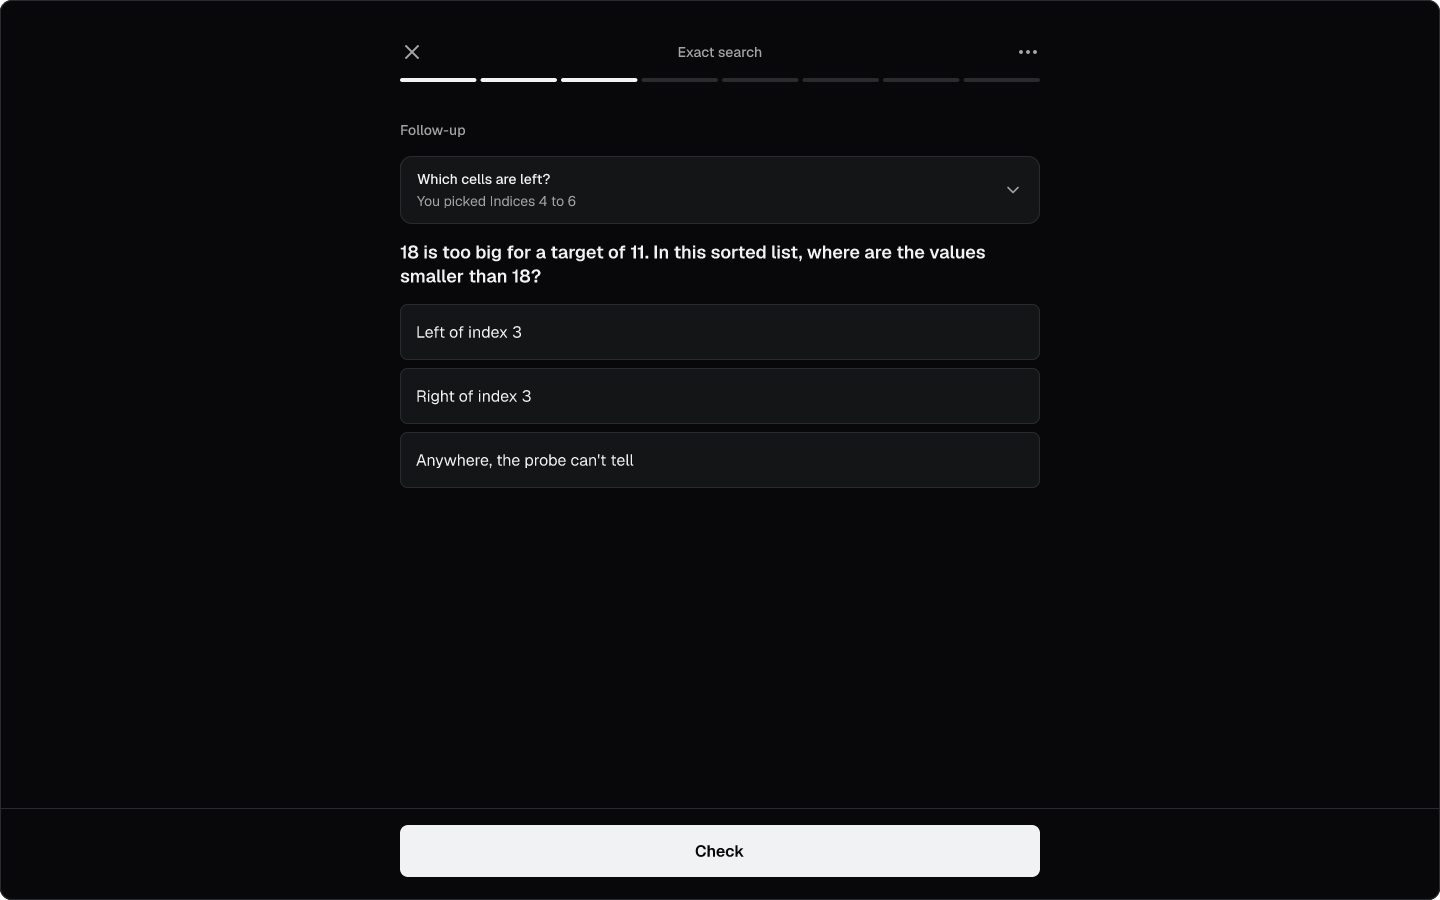 Exact search
Follow-up
Which cells are left?
You picked Indices 4 to 6
18 is too big for a target of 11. In this sorted list, where are the values
smaller than 18?
Left of index 3
Right of index 3
Anywhere, the probe can't tell
Check